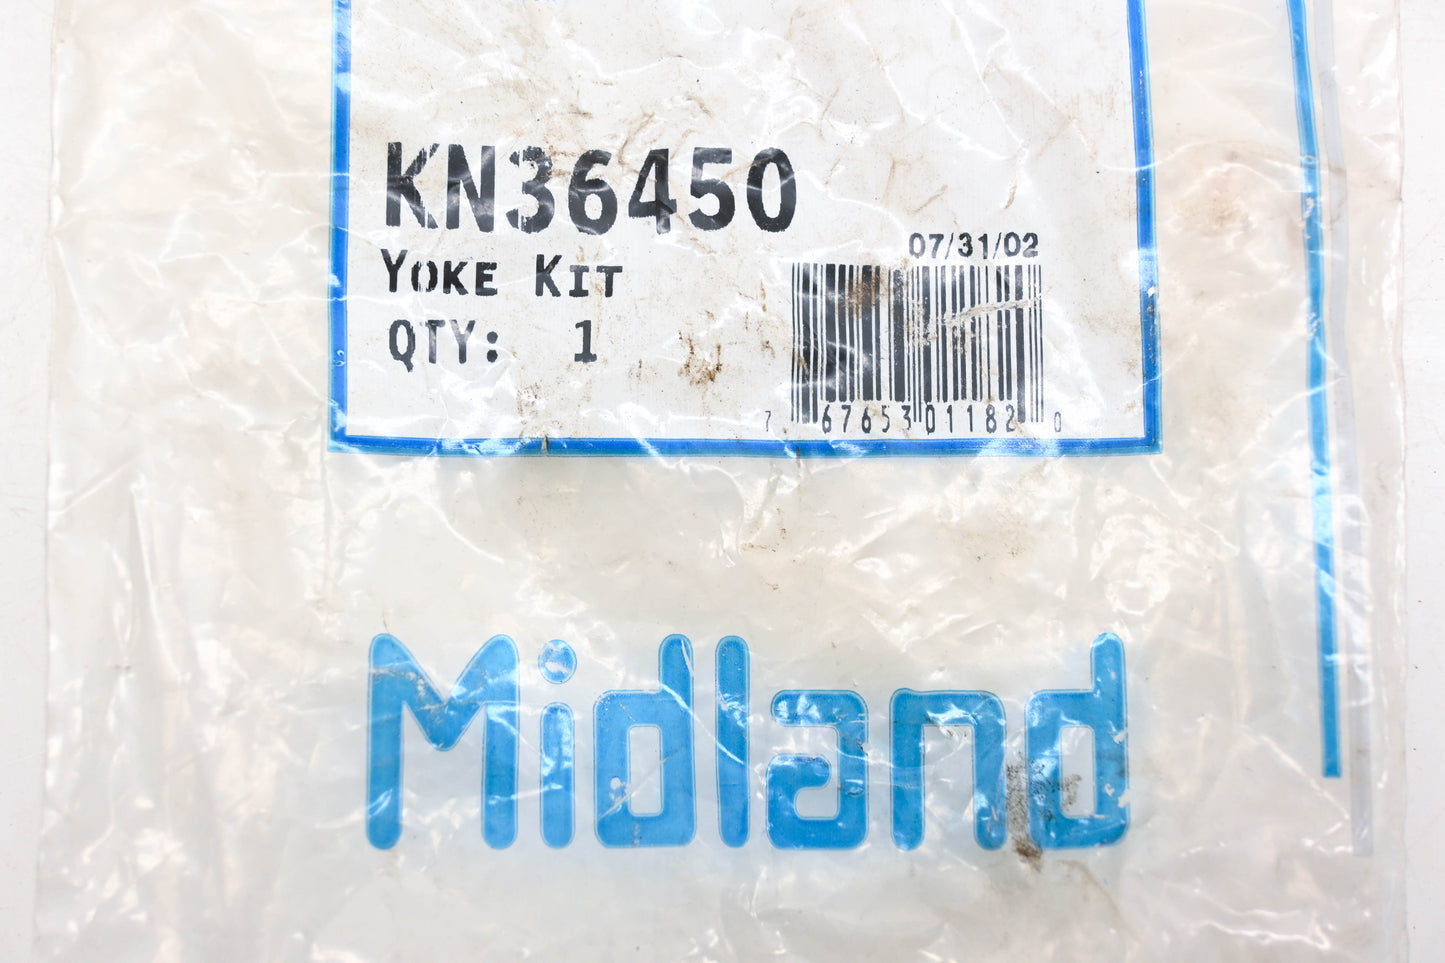 KN36450
07/31/02
Yoke Kit
QTY: 1
7 67653 01182 0
Midland